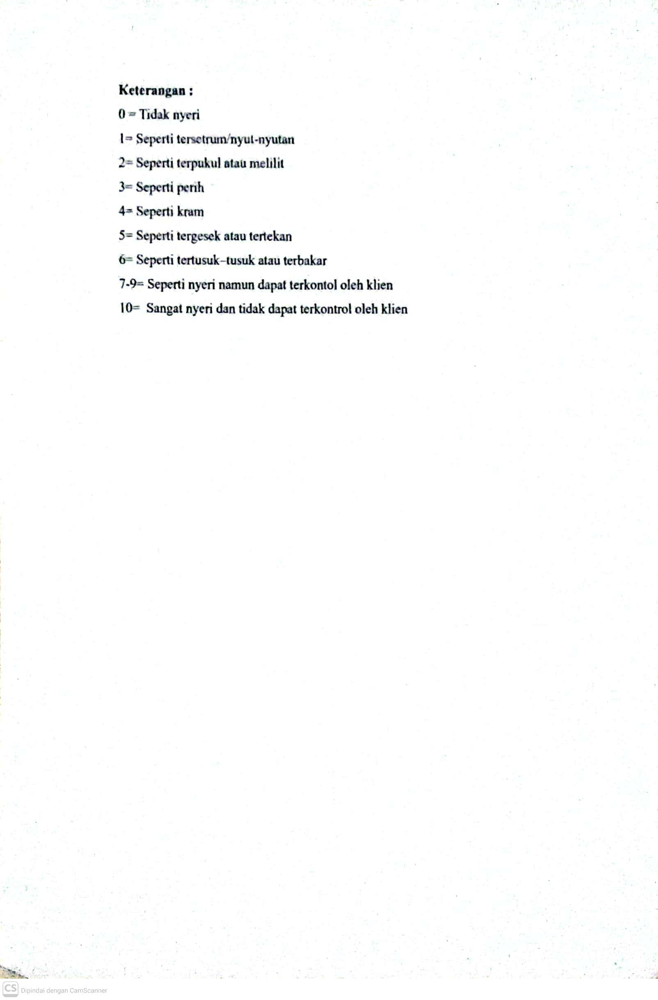 Keterangan :
0 = Tidak nyeri
1= Seperti tersetrum/nyut-nyutan
2= Seperti terpukul atau melilit
3= Seperti perih
4= Seperti kram
5= Seperti tergesek atau tertekan
6= Seperti tertusuk–tusuk atau terbakar
7-9= Seperti nyeri namun dapat terkontol oleh klien
10= Sangat nyeri dan tidak dapat terkontrol oleh klien
CS Dipindai dengan CamScanner